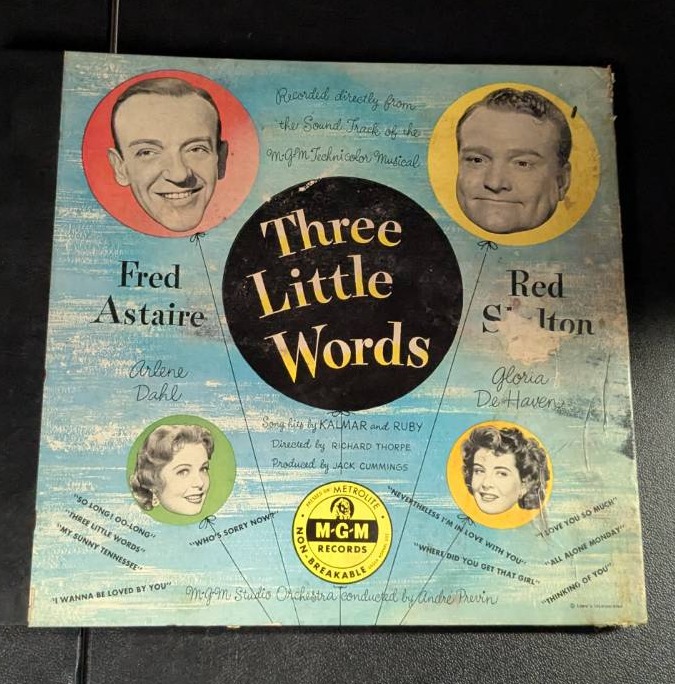 Recorded directly from
the Sound Track of the
M-G-M Technicolor Musical
Three
Little
Words
Fred
Astaire
Red
S lton
Arlene
Dahl
Gloria
De Haven
Song hits by KALMAR and RUBY
Directed by RICHARD THORPE
Produced by JACK CUMMINGS
PRESSED ON METROLITE
M-G-M
RECORDS
NON-BREAKABLE
"SO LONG! OO-LONG"
"THREE LITTLE WORDS"
"MY SUNNY TENNESSEE"
"I WANNA BE LOVED BY YOU"
"WHO'S SORRY NOW?"
"NEVERTHELESS I'M IN LOVE WITH YOU"
"WHERE DID YOU GET THAT GIRL"
"I LOVE YOU SO MUCH"
"ALL ALONE MONDAY"
"THINKING OF YOU"
M-G-M Studio Orchestra conducted by André Previn